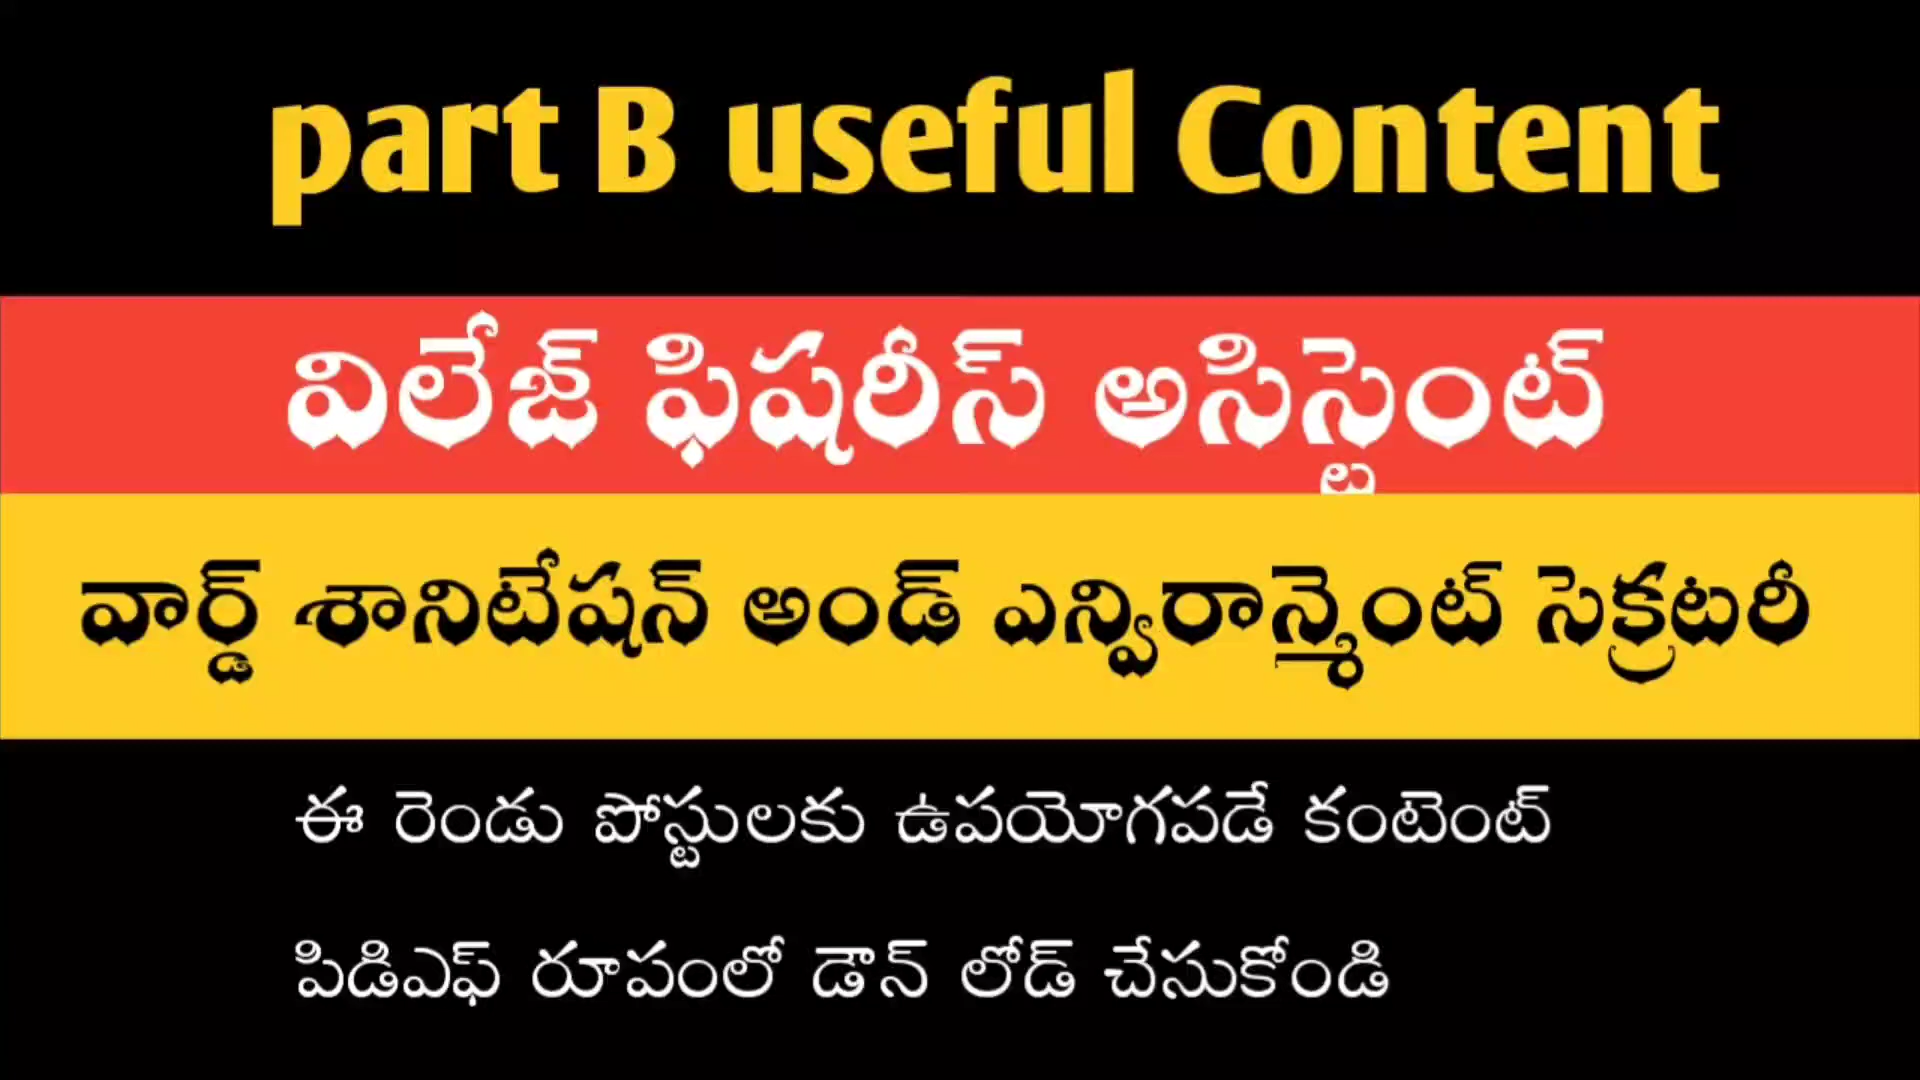 part B useful Content
విలేజ్ ఫిషరీస్ అసిస్టెంట్
వార్డ్ శానిటేషన్ అండ్ ఎన్విరాన్మెంట్ సెక్రటరీ
ఈ రెండు పోస్టులకు ఉపయోగపడే కంటెంట్
పిడిఎఫ్ రూపంలో డౌన్ లోడ్ చేసుకోండి